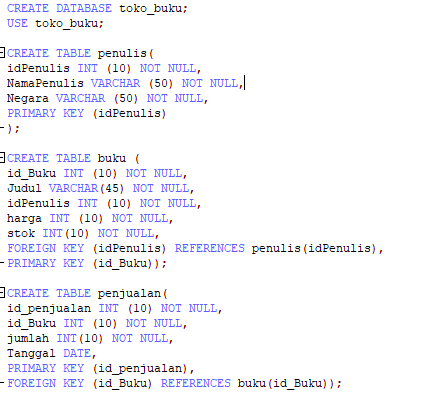 CREATE DATABASE toko_buku;
USE toko_buku;
CREATE TABLE penulis(
idPenulis INT (10) NOT NULL,
NamaPenulis VARCHAR (50) NOT NULL,
Negara VARCHAR (50) NOT NULL,
PRIMARY KEY (idPenulis)
);
CREATE TABLE buku (
id_Buku INT (10) NOT NULL,
Judul VARCHAR(45) NOT NULL,
idPenulis INT (10) NOT NULL,
harga INT (10) NOT NULL,
stok INT(10) NOT NULL,
FOREIGN KEY (idPenulis) REFERENCES penulis(idPenulis),
PRIMARY KEY (id_Buku));
CREATE TABLE penjualan(
id_penjualan INT (10) NOT NULL,
id_Buku INT (10) NOT NULL,
jumlah INT(10) NOT NULL,
Tanggal DATE,
PRIMARY KEY (id_penjualan),
FOREIGN KEY (id_Buku) REFERENCES buku(id_Buku));